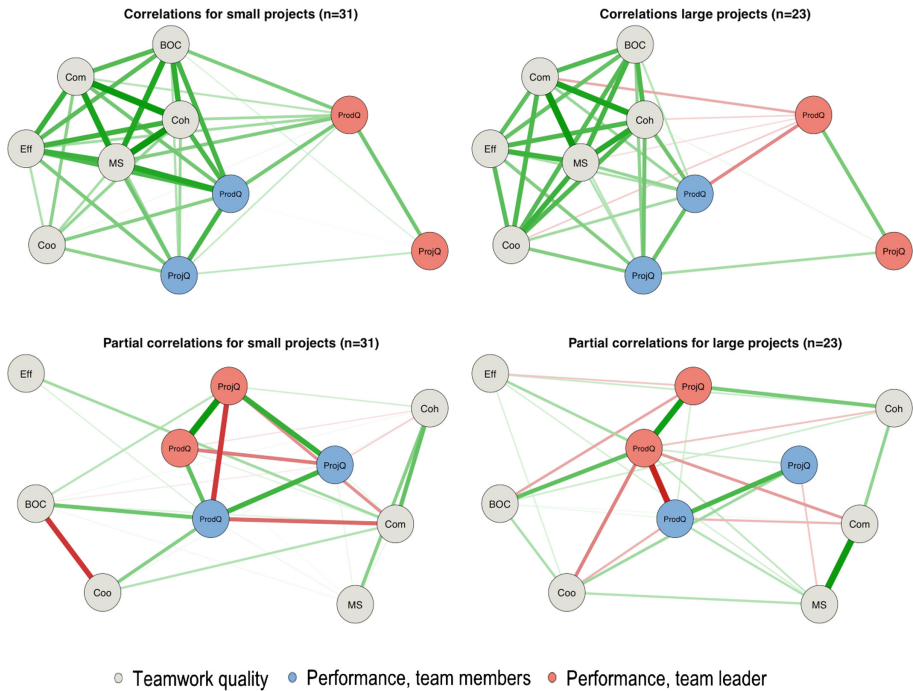 Correlations for small projects (n=31)
Correlations large projects (n=23)
BOC
Com
Coh
ProdQ
Eff
MS
ProdQ
Coo
ProjQ
ProjQ
BOC
Com
Coh
ProdQ
Eff
MS
ProdQ
Coo
ProjQ
ProjQ
Partial correlations for small projects (n=31)
Partial correlations for large projects (n=23)
Eff
ProjQ
Coh
ProdQ
ProjQ
BOC
ProdQ
Com
Coo
MS
Eff
ProjQ
Coh
ProdQ
ProjQ
BOC
ProdQ
Com
Coo
MS
Teamwork quality
Performance, team members
Performance, team leader